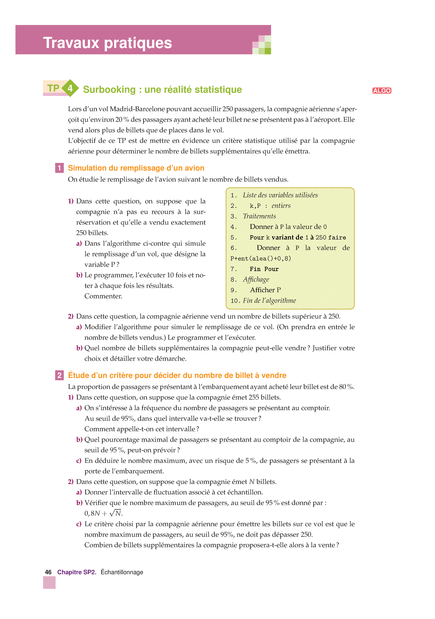 Travaux pratiques
TP 4 Surbooking : une réalité statistique
ALGO
Lors d'un vol Madrid-Barcelone pouvant accueillir 250 passagers, la compagnie aérienne s'aper-
çoit qu'environ 20 % des passagers ayant acheté leur billet ne se présentent pas à l'aéroport. Elle
vend alors plus de billets que de places dans le vol.
L'objectif de ce TP est de mettre en évidence un critère statistique utilisé par la compagnie
aérienne pour déterminer le nombre de billets supplémentaires qu'elle émettra.
1 Simulation du remplissage d'un avion
On étudie le remplissage de l'avion suivant le nombre de billets vendus.
1) Dans cette question, on suppose que la
compagnie n'a pas eu recours à la sur-
réservation et qu'elle a vendu exactement
250 billets.
a) Dans l'algorithme ci-contre qui simule
le remplissage d'un vol, que désigne la
variable P ?
b) Le programmer, l'exécuter 10 fois et no-
ter à chaque fois les résultats.
Commenter.
1. Liste des variables utilisées
2. k,P : entiers
3. Traitements
4. Donner à P la valeur de 0
5. Pour k variant de 1 à 250 faire
6. Donner à P la valeur de
P+ent(alea()+0,8)
7. Fin Pour
8. Affichage
9. Afficher P
10. Fin de l'algorithme
2) Dans cette question, la compagnie aérienne vend un nombre de billets supérieur à 250.
a) Modifier l'algorithme pour simuler le remplissage de ce vol. (On prendra en entrée le
nombre de billets vendus.) Le programmer et l'exécuter.
b) Quel nombre de billets supplémentaires la compagnie peut-elle vendre ? Justifier votre
choix et détailler votre démarche.
2 Étude d'un critère pour décider du nombre de billet à vendre
La proportion de passagers se présentant à l'embarquement ayant acheté leur billet est de 80 %.
1) Dans cette question, on suppose que la compagnie émet 255 billets.
a) On s'intéresse à la fréquence du nombre de passagers se présentant au comptoir.
Au seuil de 95%, dans quel intervalle va-t-elle se trouver ?
Comment appelle-t-on cet intervalle ?
b) Quel pourcentage maximal de passagers se présentant au comptoir de la compagnie, au
seuil de 95 %, peut-on prévoir ?
c) En déduire le nombre maximum, avec un risque de 5 %, de passagers se présentant à la
porte de l'embarquement.
2) Dans cette question, on suppose que la compagnie émet N billets.
a) Donner l'intervalle de fluctuation associé à cet échantillon.
b) Vérifier que le nombre maximum de passagers, au seuil de 95 % est donné par :
0,8N + √N.
c) Le critère choisi par la compagnie aérienne pour émettre les billets sur ce vol est que le
nombre maximum de passagers, au seuil de 95%, ne doit pas dépasser 250.
Combien de billets supplémentaires la compagnie proposera-t-elle alors à la vente ?
46 Chapitre SP2. Échantillonnage